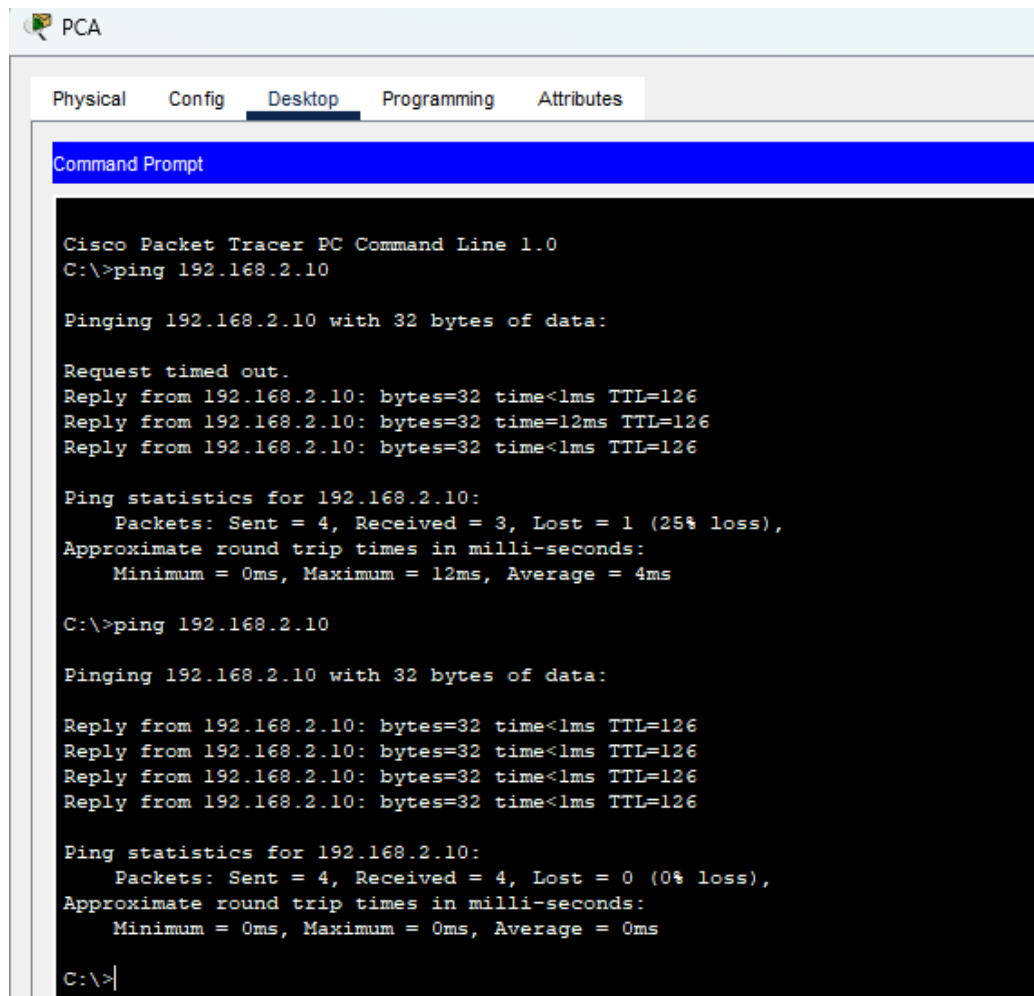 PCA
Physical Config Desktop Programming Attributes
Command Prompt
Cisco Packet Tracer PC Command Line 1.0
C:\>ping 192.168.2.10
Pinging 192.168.2.10 with 32 bytes of data:
Request timed out.
Reply from 192.168.2.10: bytes=32 time<1ms TTL=126
Reply from 192.168.2.10: bytes=32 time=12ms TTL=126
Reply from 192.168.2.10: bytes=32 time<1ms TTL=126
Ping statistics for 192.168.2.10:
Packets: Sent = 4, Received = 3, Lost = 1 (25% loss),
Approximate round trip times in milli-seconds:
Minimum = 0ms, Maximum = 12ms, Average = 4ms
C:\>ping 192.168.2.10
Pinging 192.168.2.10 with 32 bytes of data:
Reply from 192.168.2.10: bytes=32 time<1ms TTL=126
Reply from 192.168.2.10: bytes=32 time<1ms TTL=126
Reply from 192.168.2.10: bytes=32 time<1ms TTL=126
Reply from 192.168.2.10: bytes=32 time<1ms TTL=126
Ping statistics for 192.168.2.10:
Packets: Sent = 4, Received = 4, Lost = 0 (0% loss),
Approximate round trip times in milli-seconds:
Minimum = 0ms, Maximum = 0ms, Average = 0ms
C:\>